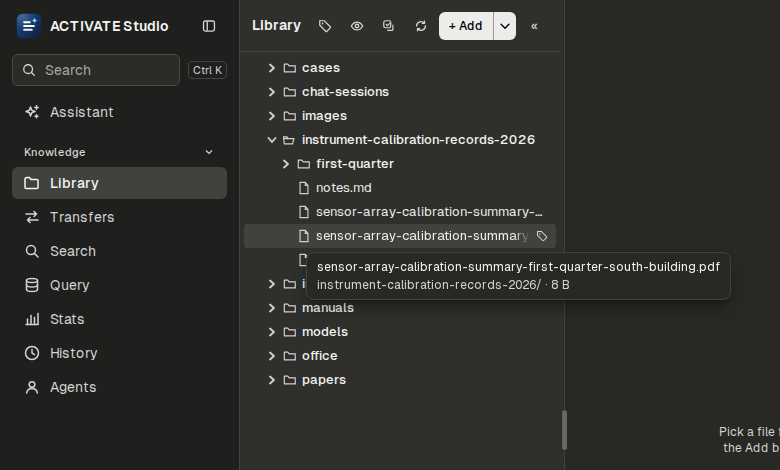 ACTIVATE Studio
Search
Ctrl K
Assistant
Knowledge
Library
Transfers
Search
Query
Stats
History
Agents
Library
+ Add
«
cases
chat-sessions
images
instrument-calibration-records-2026
first-quarter
notes.md
sensor-array-calibration-summary-...
sensor-array-calibration-summary
sensor-array-calibration-summary-first-quarter-south-building.pdf
instrument-calibration-records-2026/ · 8 B
manuals
models
office
papers
Pick a file
the Add b